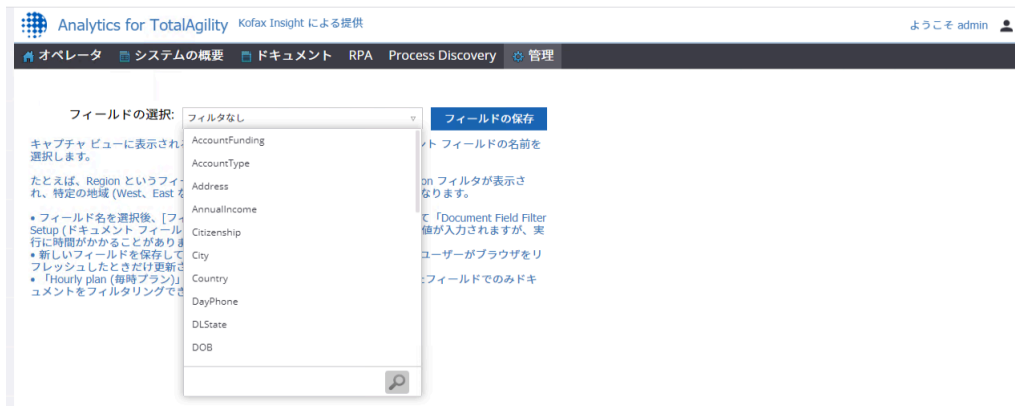 Analytics for TotalAgility Kofax Insight による提供
ようこそ admin
オペレータ システムの概要 ドキュメント RPA Process Discovery 管理
フィールドの選択: フィルタなし フィールドの保存
キャプチャ ビューに表示され ント フィールドの名前を
選択します。
たとえば、Region というフィー on フィルタが表示さ
れ、特定の地域 (West、East な なります。
• フィールド名を選択後、[フィ て「Document Field Filter
Setup (ドキュメント フィール 値が入力されますが、実
行に時間がかかることがありま
• 新しいフィールドを保存して ユーザーがブラウザをリ
フレッシュしたときだけ更新さ
• 「Hourly plan (毎時プラン)」 フィールドでのみドキ
ュメントをフィルタリングでき
AccountFunding
AccountType
Address
AnnualIncome
Citizenship
City
Country
DayPhone
DLState
DOB